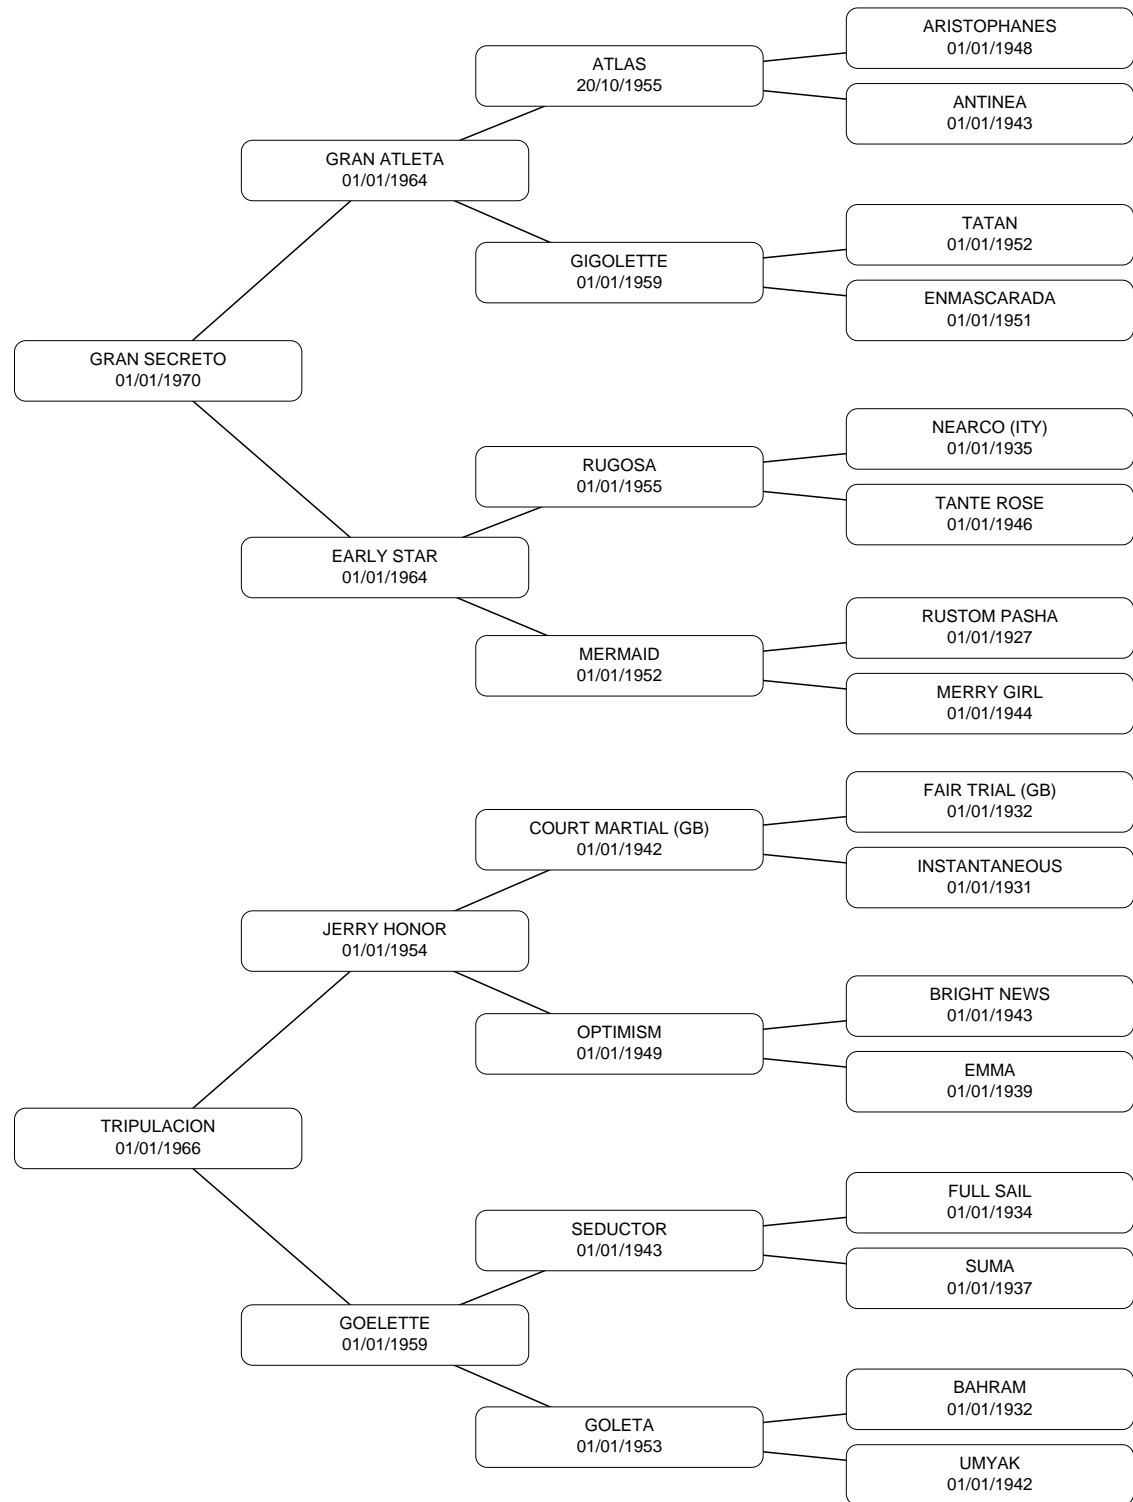 ARISTOPHANES
01/01/1948
ATLAS
20/10/1955
ANTINEA
01/01/1943
GRAN ATLETA
01/01/1964
TATAN
01/01/1952
GIGOLETTE
01/01/1959
ENMASCARADA
01/01/1951
GRAN SECRETO
01/01/1970
NEARCO (ITY)
01/01/1935
RUGOSA
01/01/1955
TANTE ROSE
01/01/1946
EARLY STAR
01/01/1964
RUSTOM PASHA
01/01/1927
MERMAID
01/01/1952
MERRY GIRL
01/01/1944
FAIR TRIAL (GB)
01/01/1932
COURT MARTIAL (GB)
01/01/1942
INSTANTANEOUS
01/01/1931
JERRY HONOR
01/01/1954
BRIGHT NEWS
01/01/1943
OPTIMISM
01/01/1949
EMMA
01/01/1939
TRIPULACION
01/01/1966
FULL SAIL
01/01/1934
SEDUCTOR
01/01/1943
SUMA
01/01/1937
GOELETTE
01/01/1959
BAHRAM
01/01/1932
GOLETA
01/01/1953
UMYAK
01/01/1942